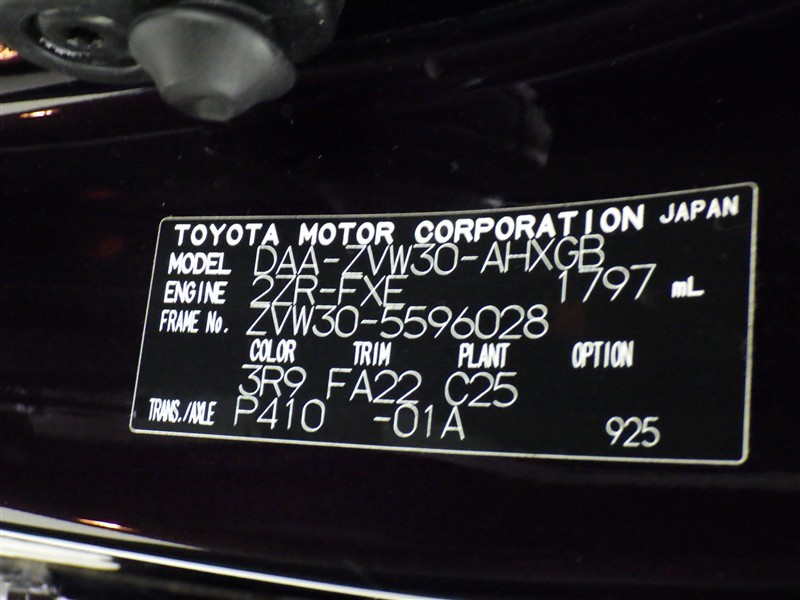 TOYOTA MOTOR CORPORATION JAPAN
MODEL DAA-ZVW30-AHXGB
ENGINE 2ZR-FXE 1797 mL
FRAME No. ZVW30-5596028
COLOR TRIM PLANT OPTION
3R9 FA22 C25
TRANS./AXLE P410 -01A 925